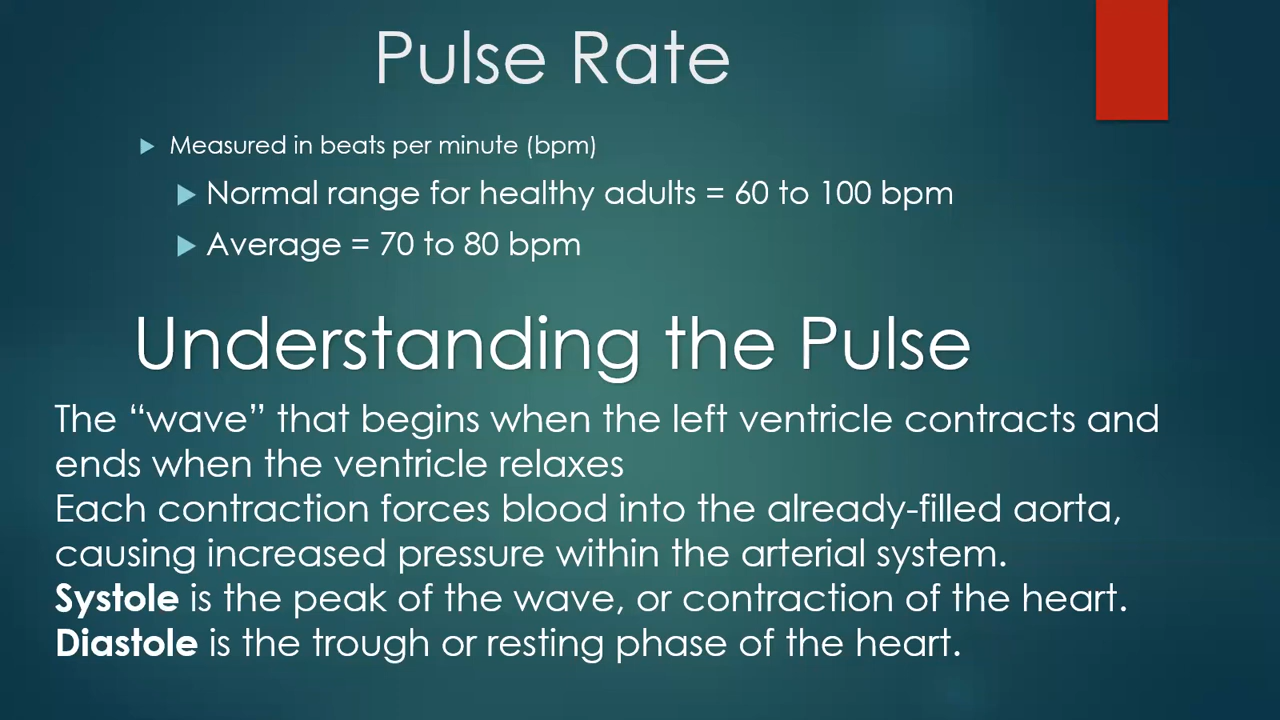 Pulse Rate
Measured in beats per minute (bpm)
Normal range for healthy adults = 60 to 100 bpm
Average = 70 to 80 bpm
Understanding the Pulse
The “wave” that begins when the left ventricle contracts and
ends when the ventricle relaxes
Each contraction forces blood into the already-filled aorta,
causing increased pressure within the arterial system.
Systole is the peak of the wave, or contraction of the heart.
Diastole is the trough or resting phase of the heart.